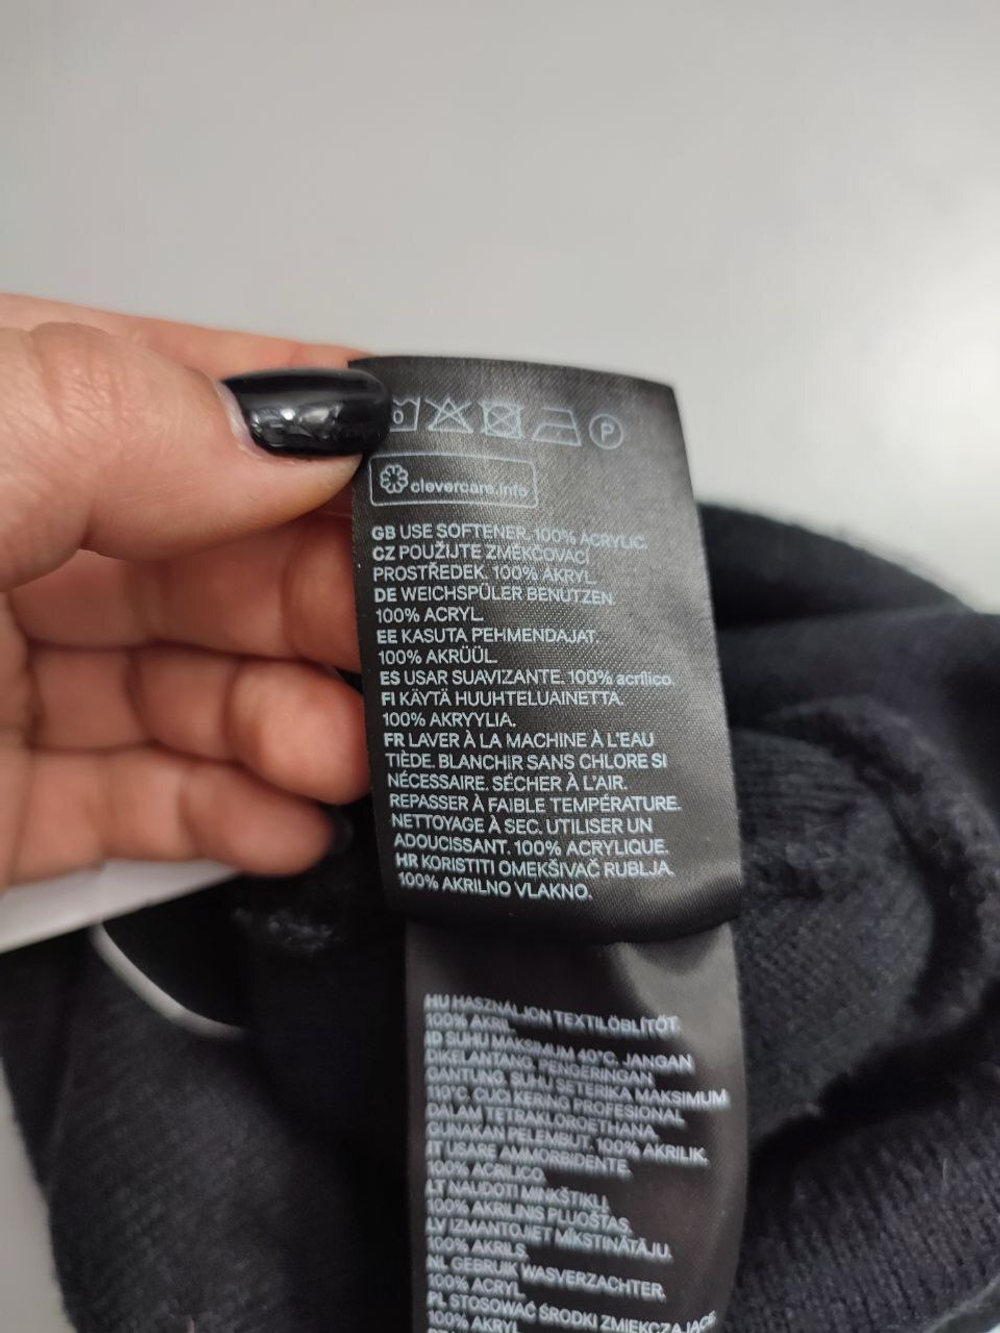 0
P
clevercare.info
GB USE SOFTENER. 100% ACRYLIC.
CZ POUŽIJTE ZMĚKČOVACÍ
PROSTŘEDEK. 100% AKRYL.
DE WEICHSPÜLER BENUTZEN.
100% ACRYL.
EE KASUTA PEHMENDAJAT.
100% AKRÜÜL.
ES USAR SUAVIZANTE. 100% acrílico.
FI KÄYTÄ HUUHTELUAINETTA.
100% AKRYYLIA.
FR LAVER À LA MACHINE À L'EAU
TIÈDE. BLANCHIR SANS CHLORE SI
NÉCESSAIRE. SÉCHER À L'AIR.
REPASSER À FAIBLE TEMPÉRATURE.
NETTOYAGE À SEC. UTILISER UN
ADOUCISSANT. 100% ACRYLIQUE.
HR KORISTITI OMEKŠIVAČ RUBLJA.
100% AKRILNO VLAKNO.
HU HASZNÁLJON TEXTILÖBLÍTŐT.
100% AKRIL.
ID SUHU MAKSIMUM 40°C. JANGAN
DIKELANTANG. PENGERINGAN
GANTUNG. SUHU SETERIKA MAKSIMUM
110°C. CUCI KERING PROFESIONAL
DALAM TETRAKLOROETHANA.
GUNAKAN PELEMBUT. 100% AKRILIK.
IT USARE AMMORBIDENTE.
100% ACRILICO.
LT NAUDOTI MINKŠTIKLĮ.
100% AKRILINIS PLUOŠTAS.
LV IZMANTOJIET MĪKSTINĀTĀJU.
100% AKRILS.
NL GEBRUIK WASVERZACHTER.
100% ACRYL.
PL STOSOWAĆ ŚRODKI ZMIĘKCZAJĄCE.
100% AKRYL.